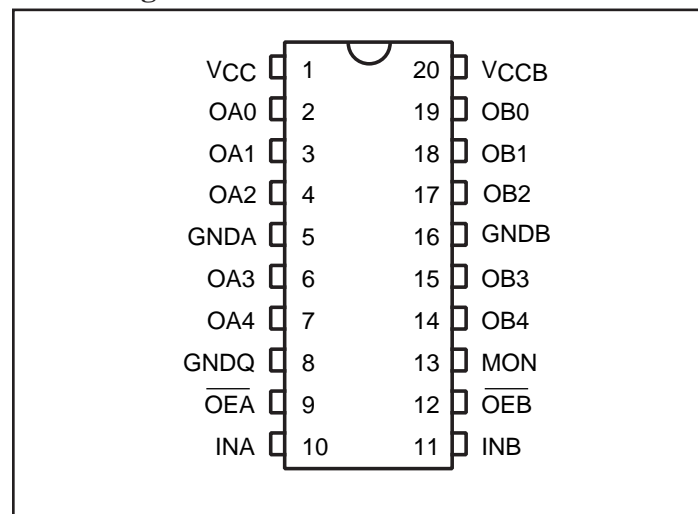 VCC 1 20 VCCB
OA0 2 19 OB0
OA1 3 18 OB1
OA2 4 17 OB2
GNDA 5 16 GNDB
OA3 6 15 OB3
OA4 7 14 OB4
GNDQ 8 13 MON
O̅E̅A̅ 9 12 O̅E̅B̅
INA 10 11 INB